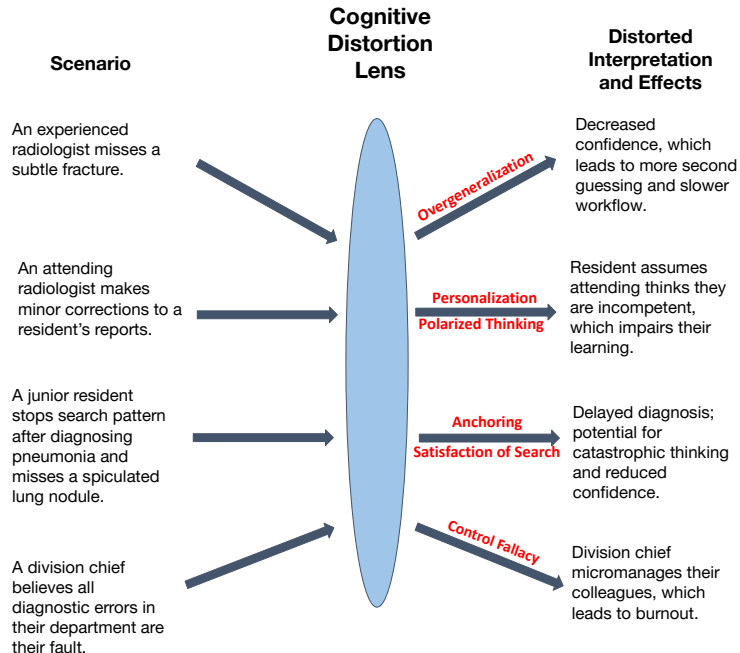 Cognitive
Distortion
Lens
Scenario
Distorted
Interpretation
and Effects
An experienced
radiologist misses a
subtle fracture.
Overgeneralization
Decreased
confidence, which
leads to more second
guessing and slower
workflow.
An attending
radiologist makes
minor corrections to a
resident’s reports.
Personalization
Polarized Thinking
Resident assumes
attending thinks they
are incompetent,
which impairs their
learning.
A junior resident
stops search pattern
after diagnosing
pneumonia and
misses a spiculated
lung nodule.
Anchoring
Satisfaction of Search
Delayed diagnosis;
potential for
catastrophic thinking
and reduced
confidence.
A division chief
believes all
diagnostic errors in
their department are
their fault.
Control Fallacy
Division chief
micromanages their
colleagues, which
leads to burnout.